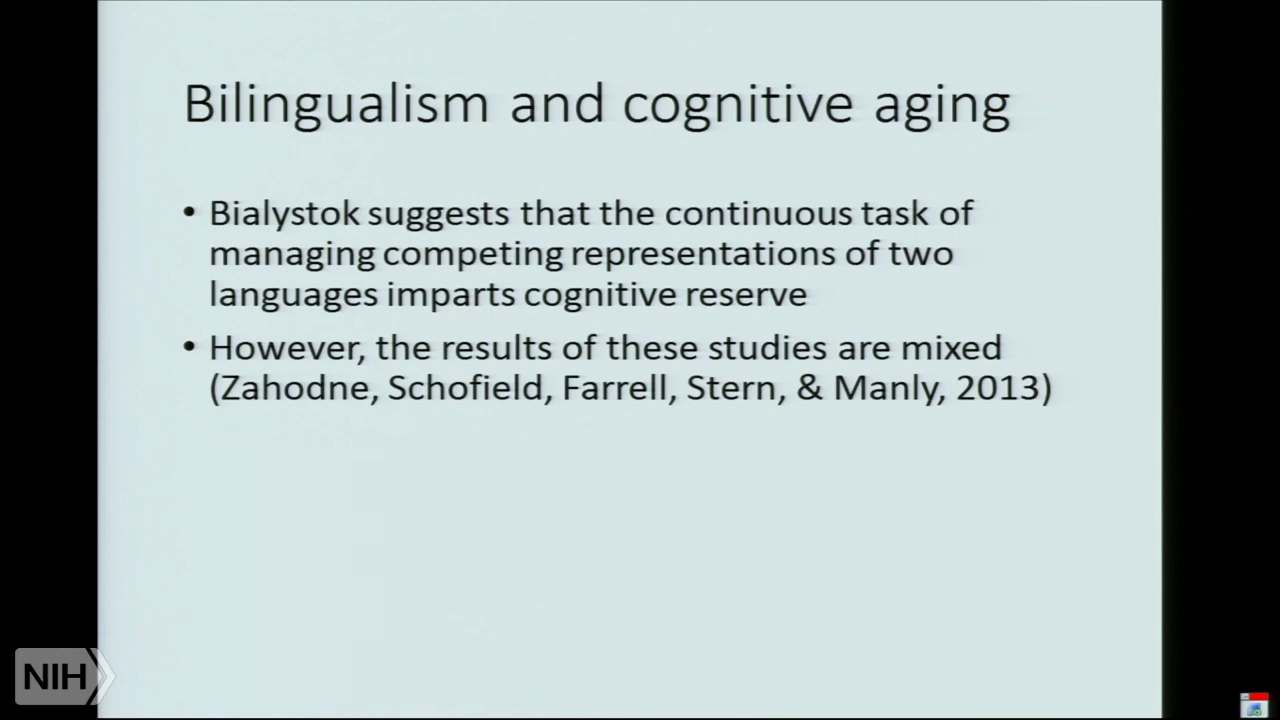 Bilingualism and cognitive aging
• Bialystok suggests that the continuous task of
managing competing representations of two
languages imparts cognitive reserve
• However, the results of these studies are mixed
(Zahodne, Schofield, Farrell, Stern, & Manly, 2013)
NIH